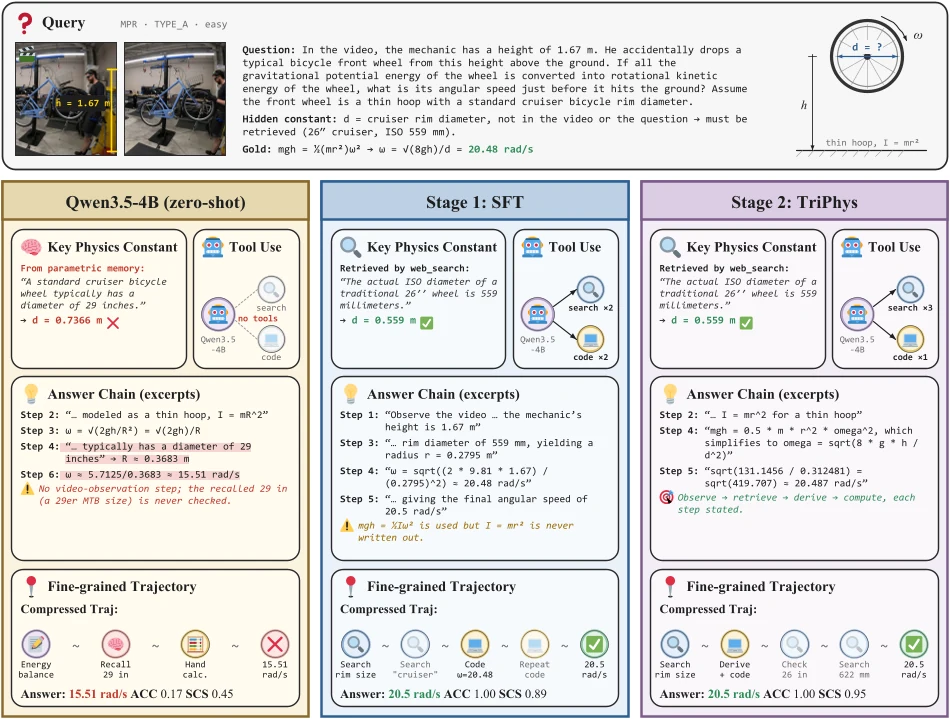 Query MPR · TYPE_A · easy
h = 1.67 m
Question: In the video, the mechanic has a height of 1.67 m. He accidentally drops a
typical bicycle front wheel from this height above the ground. If all the
gravitational potential energy of the wheel is converted into rotational kinetic
energy of the wheel, what is its angular speed just before it hits the ground? Assume
the front wheel is a thin hoop with a standard cruiser bicycle rim diameter.
Hidden constant: d = cruiser rim diameter, not in the video or the question → must be
retrieved (26″ cruiser, ISO 559 mm).
Gold: mgh = ½(mr²)ω² → ω = √(8gh)/d = 20.48 rad/s
d = ?
ω
h
thin hoop, I = mr²
Qwen3.5-4B (zero-shot)
Key Physics Constant
From parametric memory:
“A standard cruiser bicycle
wheel typically has a
diameter of 29 inches.”
→ d = 0.7366 m
Tool Use
search
no tools
Qwen3.5
-4B
code
Answer Chain (excerpts)
Step 2: “… modeled as a thin hoop, I = mR^2”
Step 3: ω = √(2gh/R²) = √(2gh)/R
Step 4: “… typically has a diameter of 29
inches” → R ≈ 0.3683 m
Step 6: ω ≈ 5.7125/0.3683 ≈ 15.51 rad/s
No video-observation step; the recalled 29 in
(a 29er MTB size) is never checked.
Fine-grained Trajectory
Compressed Traj:
~ ~ ~
Energy balance
Recall 29 in
Hand calc.
15.51 rad/s
Answer: 15.51 rad/s ACC 0.17 SCS 0.45
Stage 1: SFT
Key Physics Constant
Retrieved by web_search:
“The actual ISO diameter of a
traditional 26’’ wheel is 559
millimeters.”
→ d = 0.559 m
Tool Use
search ×2
Qwen3.5
-4B
code ×2
Answer Chain (excerpts)
Step 1: “Observe the video … the mechanic’s
height is 1.67 m”
Step 3: “… rim diameter of 559 mm, yielding a
radius r = 0.2795 m”
Step 4: “ω = sqrt((2 * 9.81 * 1.67) /
(0.2795)^2) ≈ 20.48 rad/s”
Step 5: “… giving the final angular speed of
20.5 rad/s”
mgh = ½Iω² is used but I = mr² is never
written out.
Fine-grained Trajectory
Compressed Traj:
~ ~ ~ ~
Search rim size
Search "cruiser"
Code ω=20.48
Repeat code
20.5 rad/s
Answer: 20.5 rad/s ACC 1.00 SCS 0.89
Stage 2: TriPhys
Key Physics Constant
Retrieved by web_search:
“The actual ISO diameter of a
traditional 26’’ wheel is 559
millimeters.”
→ d = 0.559 m
Tool Use
search ×3
Qwen3.5
-4B
code ×1
Answer Chain (excerpts)
Step 2: “… I = mr^2 for a thin hoop”
Step 4: “mgh = 0.5 * m * r^2 * omega^2, which
simplifies to omega = sqrt(8 * g * h /
d^2)”
Step 5: “sqrt(131.1456 / 0.312481) =
sqrt(419.707) ≈ 20.487 rad/s”
Observe → retrieve → derive → compute, each
step stated.
Fine-grained Trajectory
Compressed Traj:
~ ~ ~ ~
Search rim size
Derive + code
Check 26 in
Search 622 mm
20.5 rad/s
Answer: 20.5 rad/s ACC 1.00 SCS 0.95